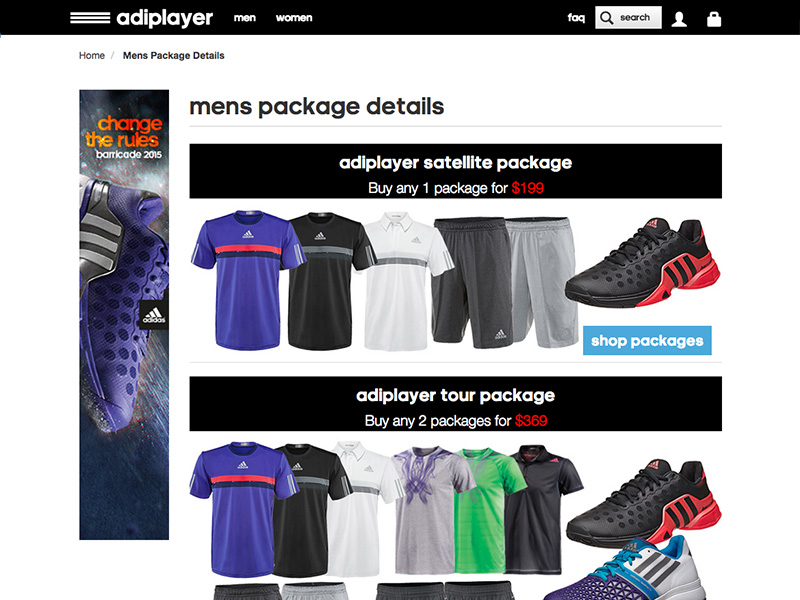 adiplayer men women faq search
Home / Mens Package Details
change
the rules
barricade 2015
adidas
mens package details
adiplayer satellite package
Buy any 1 package for $199
shop packages
adiplayer tour package
Buy any 2 packages for $369